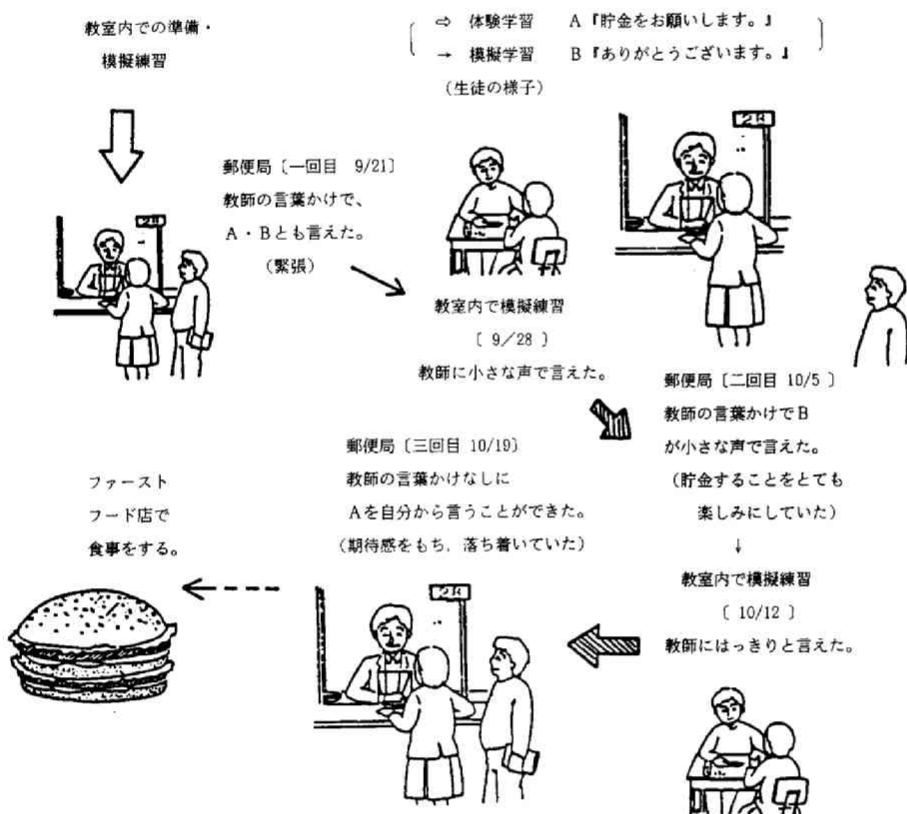 教室内での準備・
模擬練習
⇨ 体験学習 A『貯金をお願いします。』
→ 模擬学習 B『ありがとうございます。』
(生徒の様子)
郵便局〔一回目 9/21〕
教師の言葉かけで、
A・Bとも言えた。
(緊張)
教室内で模擬練習
〔 9/28 〕
教師に小さな声で言えた。
郵便局〔二回目 10/5 〕
教師の言葉かけでB
が小さな声で言えた。
(貯金することをとても
楽しみにしていた)
↓
教室内で模擬練習
〔 10/12 〕
教師にはっきりと言えた。
郵便局〔三回目 10/19〕
教師の言葉かけなしに
Aを自分から言うことができた。
(期待感をもち、落ち着いていた)
ファースト
フード店で
食事をする。